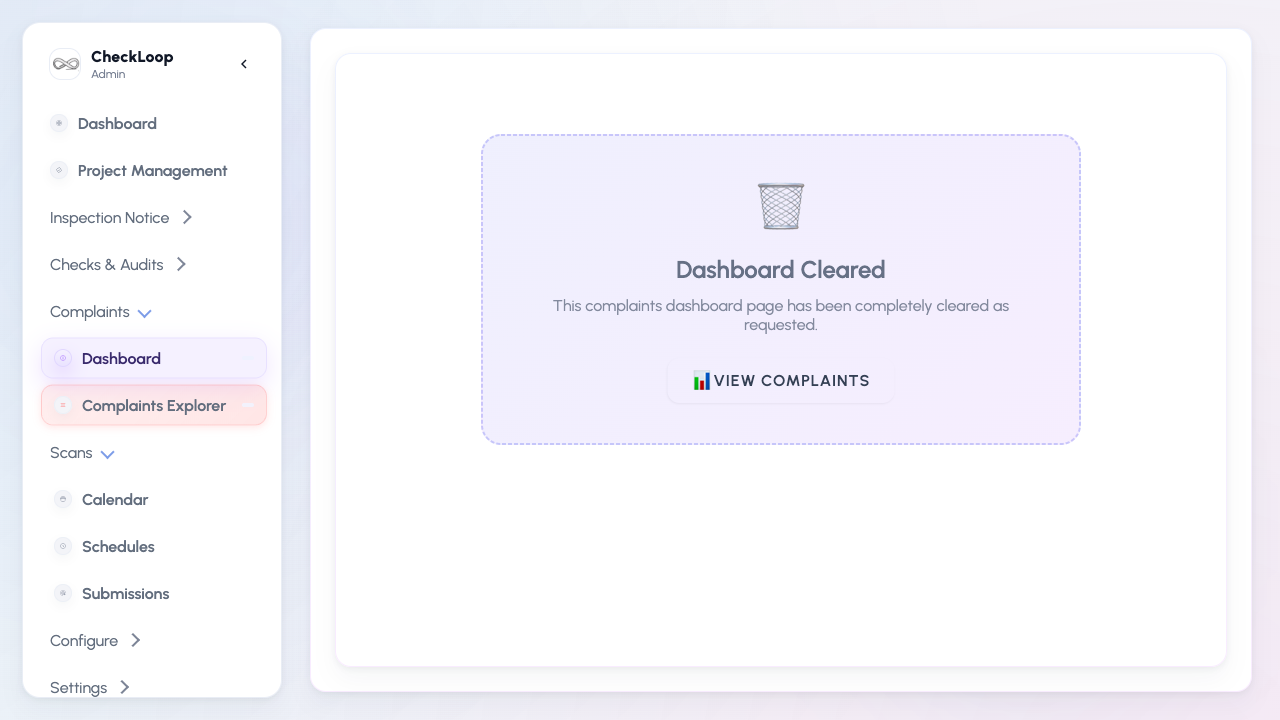 CheckLoop
Admin
Dashboard
Project Management
Inspection Notice
Checks & Audits
Complaints
Dashboard
Complaints Explorer
Scans
Calendar
Schedules
Submissions
Configure
Settings
Dashboard Cleared
This complaints dashboard page has been completely cleared as
requested.
VIEW COMPLAINTS